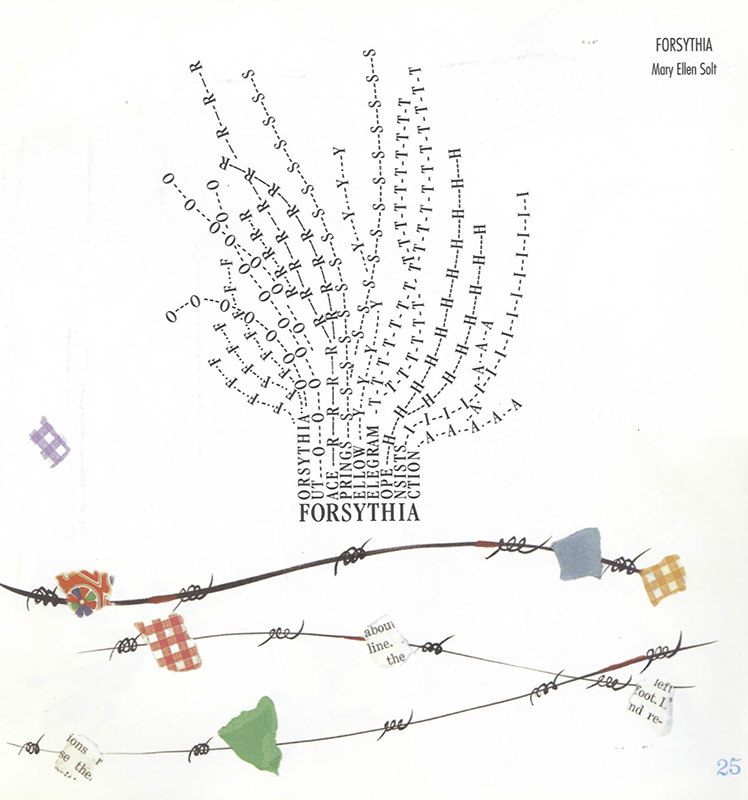 FORSYTHIA
Mary Ellen Solt
ORSYTHIA
UT
ACE
PRINGS
ELLOW
ELEGRAM
OPE
NSISTS
CTION
FORSYTHIA
abou
line.
the
left
foot. I
nd re-
ions r
se the
25